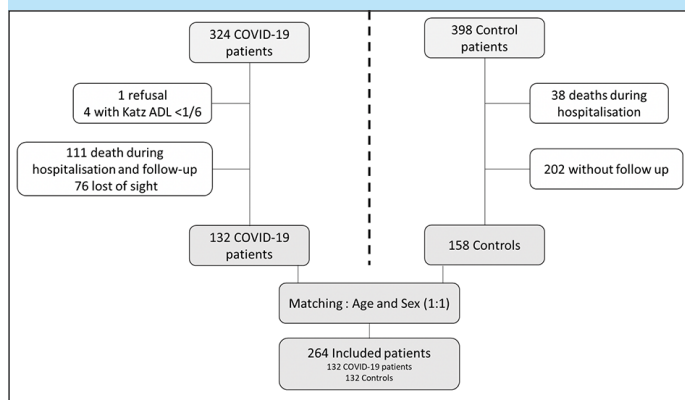 324 COVID-19
patients
398 Control
patients
1 refusal
4 with Katz ADL <1/6
38 deaths during
hospitalisation
111 death during
hospitalisation and follow-up
76 lost of sight
202 without follow up
132 COVID-19
patients
158 Controls
Matching : Age and Sex (1:1)
264 Included patients
132 COVID-19 patients
132 Controls